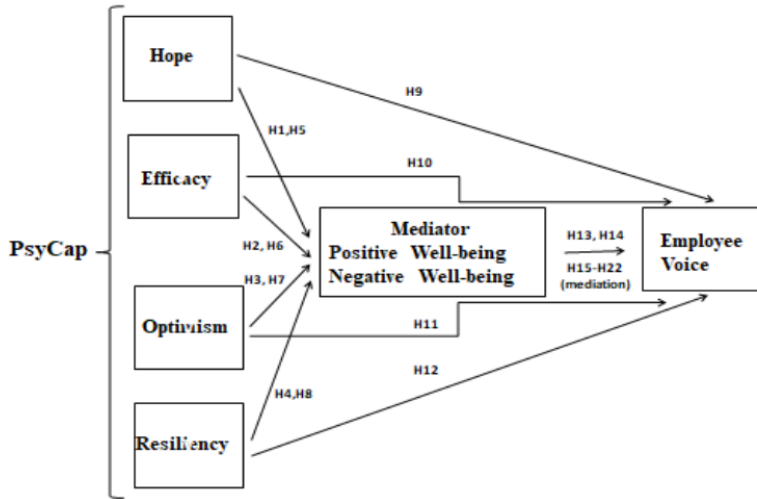 Hope
H9
H1,H5
Efficacy
H10
PsyCap
H2, H6
H3, H7
Mediator
Positive Well-being
Negative Well-being
H13, H14
H15-H22
(mediation)
Employee
Voice
Optimism
H11
H4,H8
H12
Resiliency